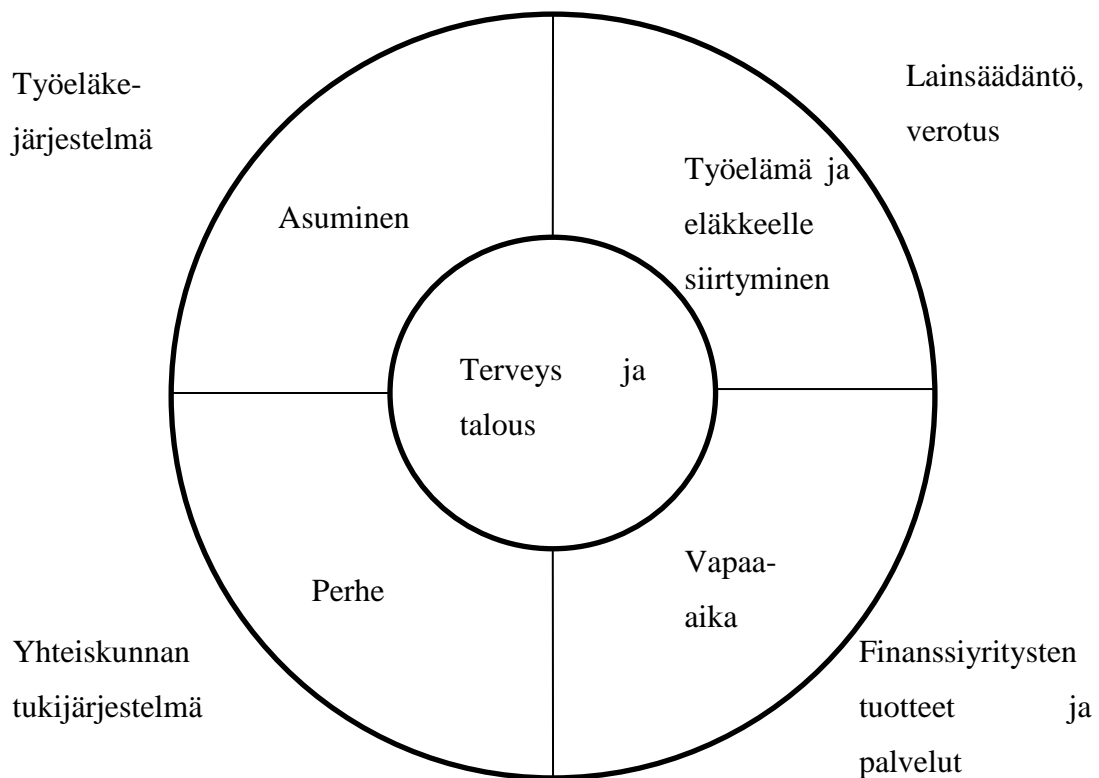 Työeläke-
järjestelmä
Lainsäädäntö,
verotus
Asuminen
Työelämä ja
eläkkeelle
siirtyminen
Terveys ja
talous
Perhe
Vapaa-
aika
Yhteiskunnan
tukijärjestelmä
Finanssiyritysten
tuotteet ja
palvelut